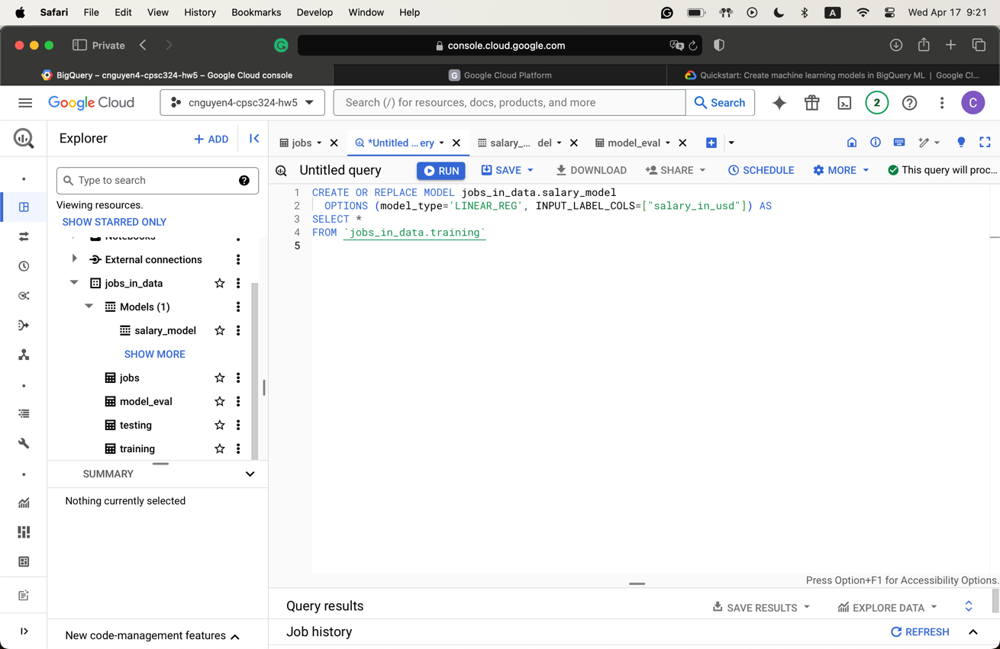 Safari File Edit View History Bookmarks Develop Window Help A Wed Apr 17 9:21
Private console.cloud.google.com
BigQuery – cnguyen4-cpsc324-hw5 – Google Cloud console G Google Cloud Platform Quickstart: Create machine learning models in BigQuery ML | Google Cl...
Google Cloud cnguyen4-cpsc324-hw5 Search (/) for resources, docs, products, and more Search 2 C
Explorer + ADD
jobs *Untitled ...ery salary_... del model_eval
Untitled query RUN SAVE DOWNLOAD SHARE SCHEDULE MORE This query will proc...
Type to search
Viewing resources.
SHOW STARRED ONLY
Notebooks
External connections
jobs_in_data
Models (1)
salary_model
SHOW MORE
jobs
model_eval
testing
training
SUMMARY
Nothing currently selected
New code-management features
1 CREATE OR REPLACE MODEL jobs_in_data.salary_model
2 OPTIONS (model_type='LINEAR_REG', INPUT_LABEL_COLS=["salary_in_usd"]) AS
3 SELECT *
4 FROM `jobs_in_data.training`
5
Press Option+F1 for Accessibility Options.
Query results SAVE RESULTS EXPLORE DATA
Job history REFRESH